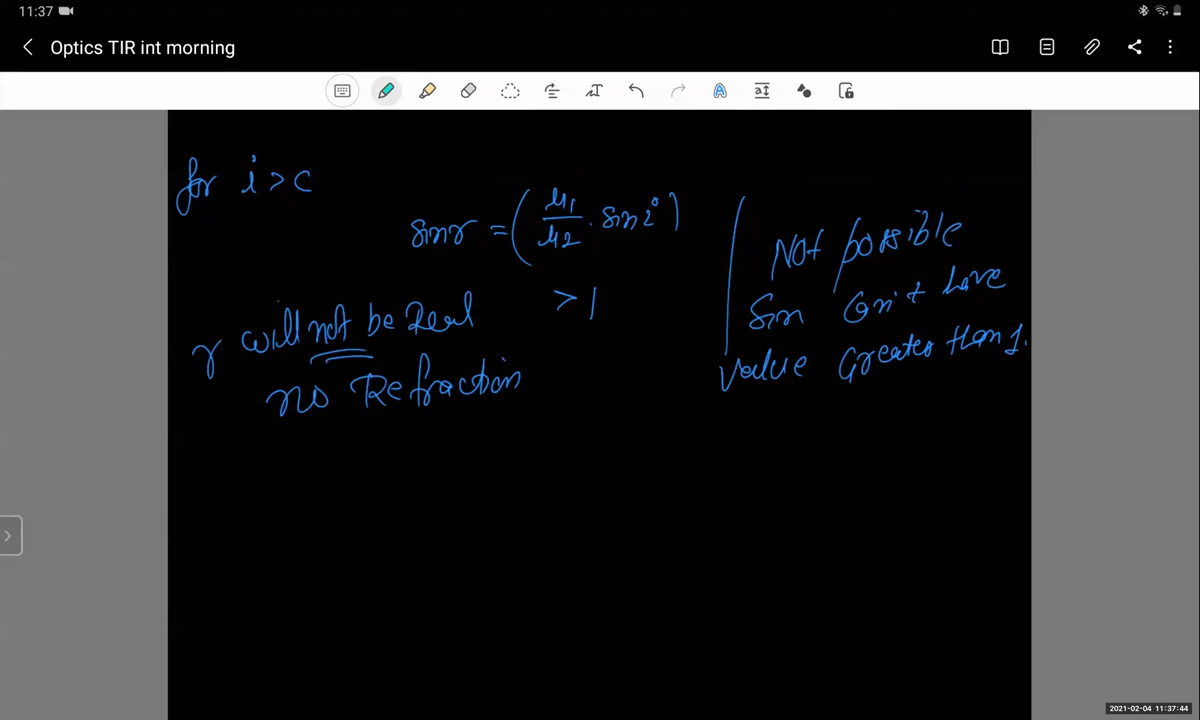 11:37
Optics TIR int morning
for i > c
sin r = ( μ1 / μ2 . sin i )
> 1
Not possible
Sin Can't have
value Greater than 1.
r will not be Real
no Refraction
2021-02-04 11:37:44